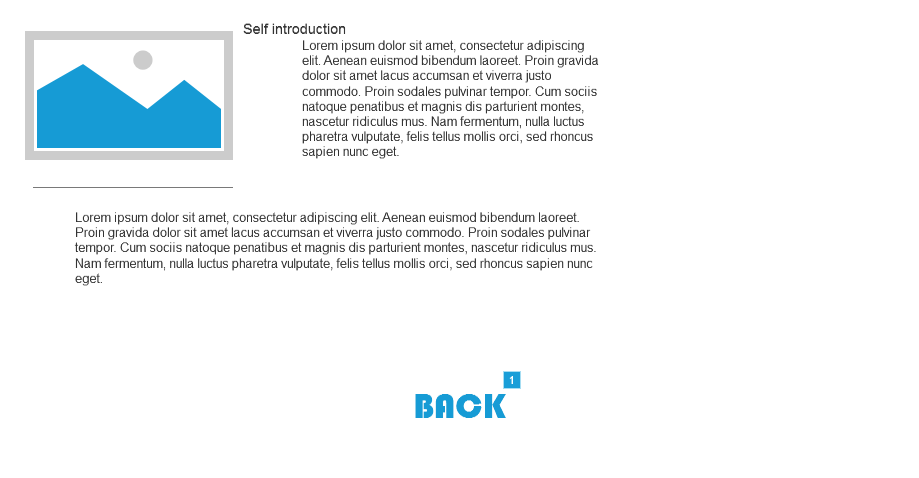 Self introduction
Lorem ipsum dolor sit amet, consectetur adipiscing
elit. Aenean euismod bibendum laoreet. Proin gravida
dolor sit amet lacus accumsan et viverra justo
commodo. Proin sodales pulvinar tempor. Cum sociis
natoque penatibus et magnis dis parturient montes,
nascetur ridiculus mus. Nam fermentum, nulla luctus
pharetra vulputate, felis tellus mollis orci, sed rhoncus
sapien nunc eget.
Lorem ipsum dolor sit amet, consectetur adipiscing elit. Aenean euismod bibendum laoreet.
Proin gravida dolor sit amet lacus accumsan et viverra justo commodo. Proin sodales pulvinar
tempor. Cum sociis natoque penatibus et magnis dis parturient montes, nascetur ridiculus mus.
Nam fermentum, nulla luctus pharetra vulputate, felis tellus mollis orci, sed rhoncus sapien nunc
eget.
1
BACK